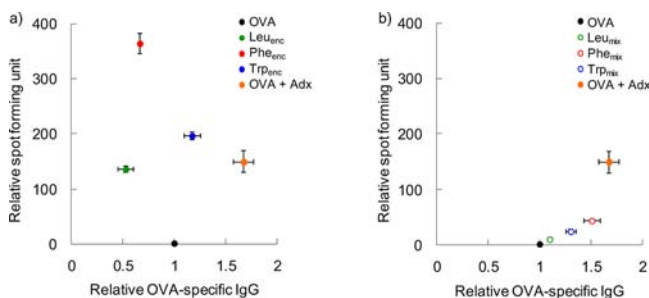 a)
400
300
200
100
0
0
0.5
1
1.5
2
Relative spot forming unit
Relative OVA-specific IgG
OVA
Leuenc
Pheenc
Trpenc
OVA + Adx
b)
400
300
200
100
0
0
0.5
1
1.5
2
Relative spot forming unit
Relative OVA-specific IgG
OVA
Leumix
Phemix
Trpmix
OVA + Adx